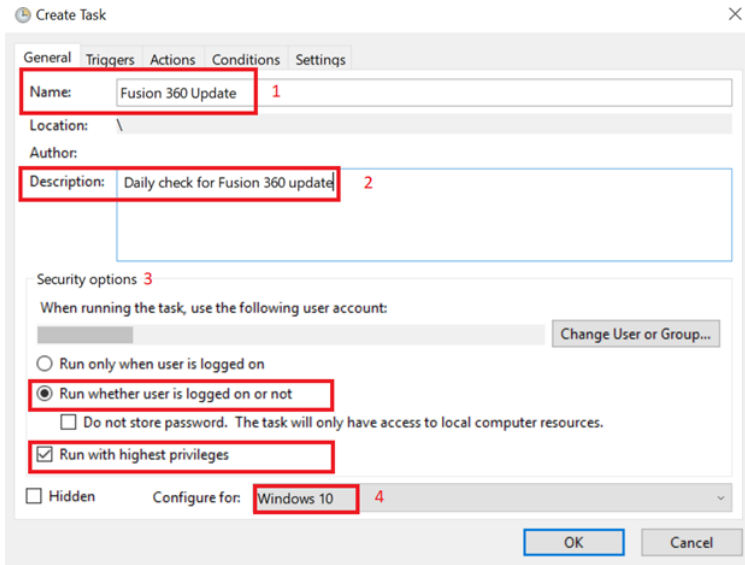 Create Task
General Triggers Actions Conditions Settings
Name: Fusion 360 Update 1
Location: \
Author:
Description: Daily check for Fusion 360 update 2
Security options 3
When running the task, use the following user account:
Change User or Group...
Run only when user is logged on
Run whether user is logged on or not
Do not store password. The task will only have access to local computer resources.
Run with highest privileges
Hidden Configure for: Windows 10 4
OK Cancel